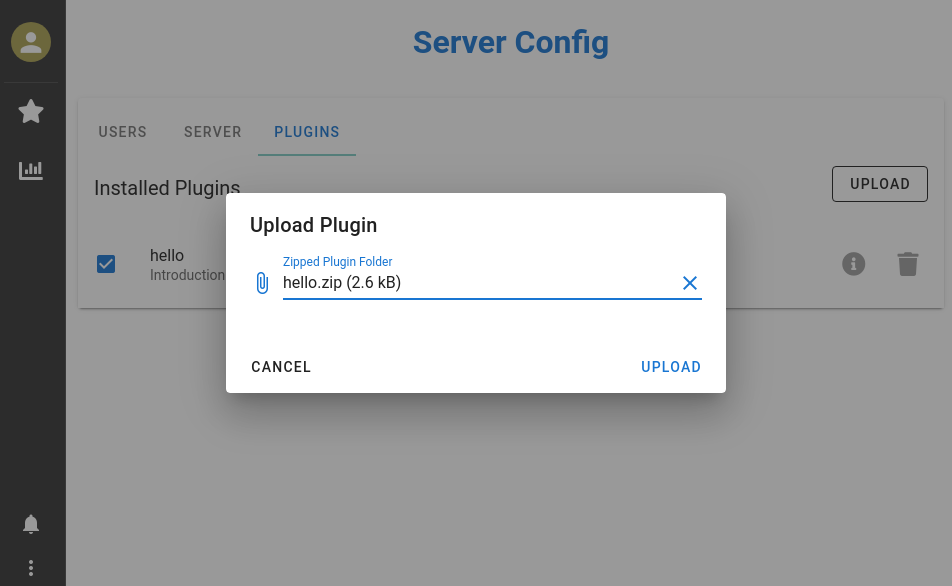 Server Config
USERS SERVER PLUGINS
Installed Plugins
UPLOAD
hello
Introduction
Upload Plugin
Zipped Plugin Folder
hello.zip (2.6 kB)
CANCEL UPLOAD